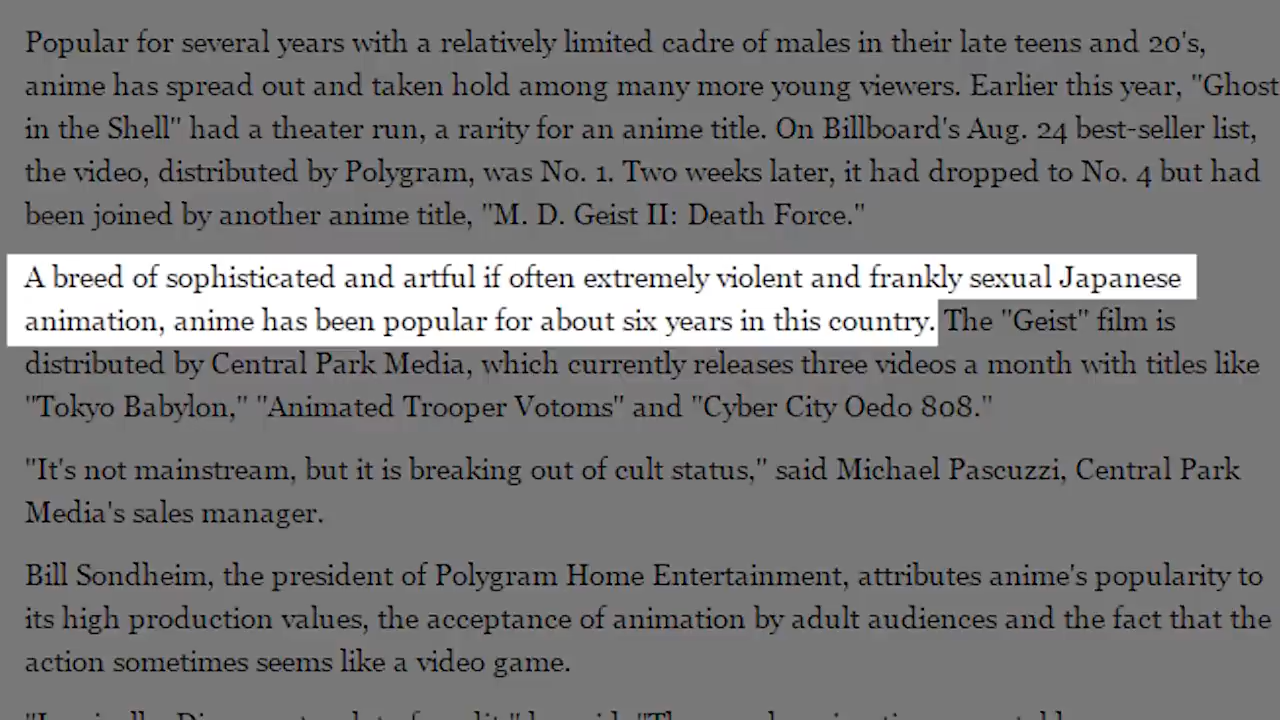 Popular for several years with a relatively limited cadre of males in their late teens and 20's,
anime has spread out and taken hold among many more young viewers. Earlier this year, "Ghost
in the Shell" had a theater run, a rarity for an anime title. On Billboard's Aug. 24 best-seller list,
the video, distributed by Polygram, was No. 1. Two weeks later, it had dropped to No. 4 but had
been joined by another anime title, "M. D. Geist II: Death Force."
A breed of sophisticated and artful if often extremely violent and frankly sexual Japanese
animation, anime has been popular for about six years in this country. The "Geist" film is
distributed by Central Park Media, which currently releases three videos a month with titles like
"Tokyo Babylon," "Animated Trooper Votoms" and "Cyber City Oedo 808."
"It's not mainstream, but it is breaking out of cult status," said Michael Pascuzzi, Central Park
Media's sales manager.
Bill Sondheim, the president of Polygram Home Entertainment, attributes anime's popularity to
its high production values, the acceptance of animation by adult audiences and the fact that the
action sometimes seems like a video game.